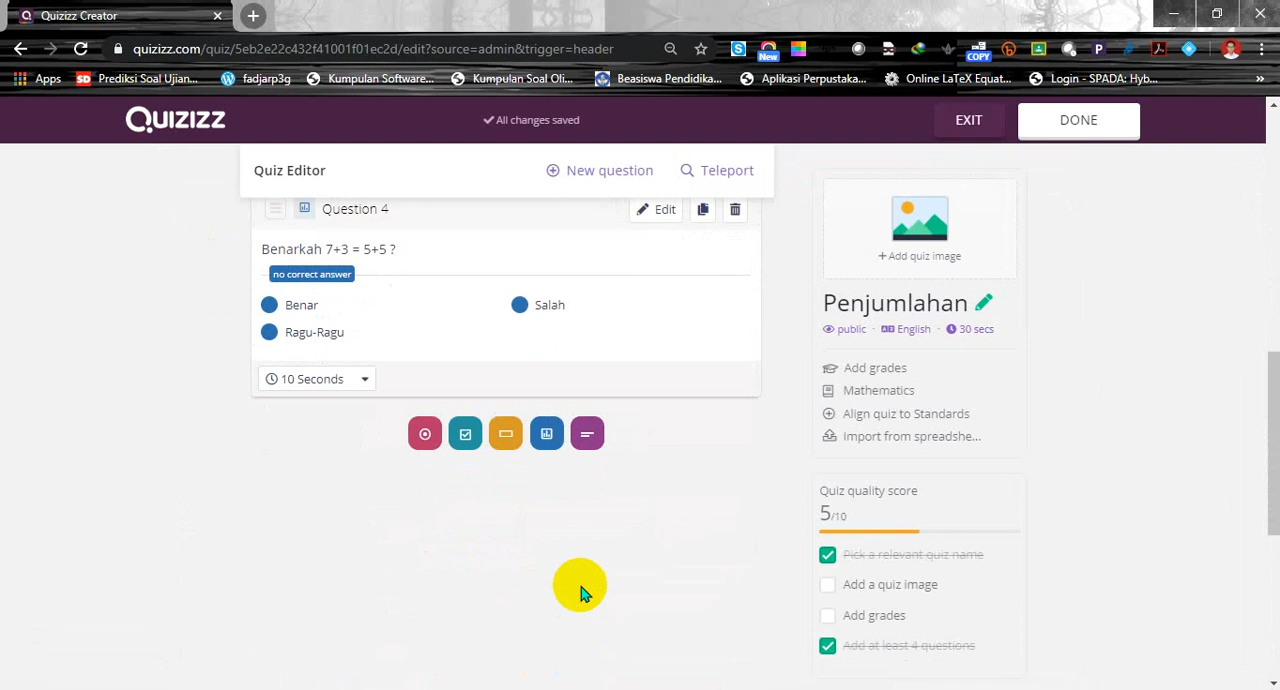 Quizizz Creator
quizizz.com/quiz/5eb2e22c432f41001f01ec2d/edit?source=admin&trigger=header
New
COPY
Apps
Prediksi Soal Ujian...
fadjarp3g
Kumpulan Software...
Kumpulan Soal Oli...
Beasiswa Pendidika...
Aplikasi Perpustaka...
Online LaTeX Equat...
Login - SPADA: Hyb...
Quizizz
All changes saved
EXIT
DONE
Quiz Editor
New question
Teleport
Question 4
Edit
Benarkah 7+3 = 5+5 ?
no correct answer
Benar
Salah
Ragu-Ragu
10 Seconds
+ Add quiz image
Penjumlahan
public · English · 30 secs
Add grades
Mathematics
Align quiz to Standards
Import from spreadshe...
Quiz quality score
5/10
Pick a relevant quiz name
Add a quiz image
Add grades
Add at least 4 questions